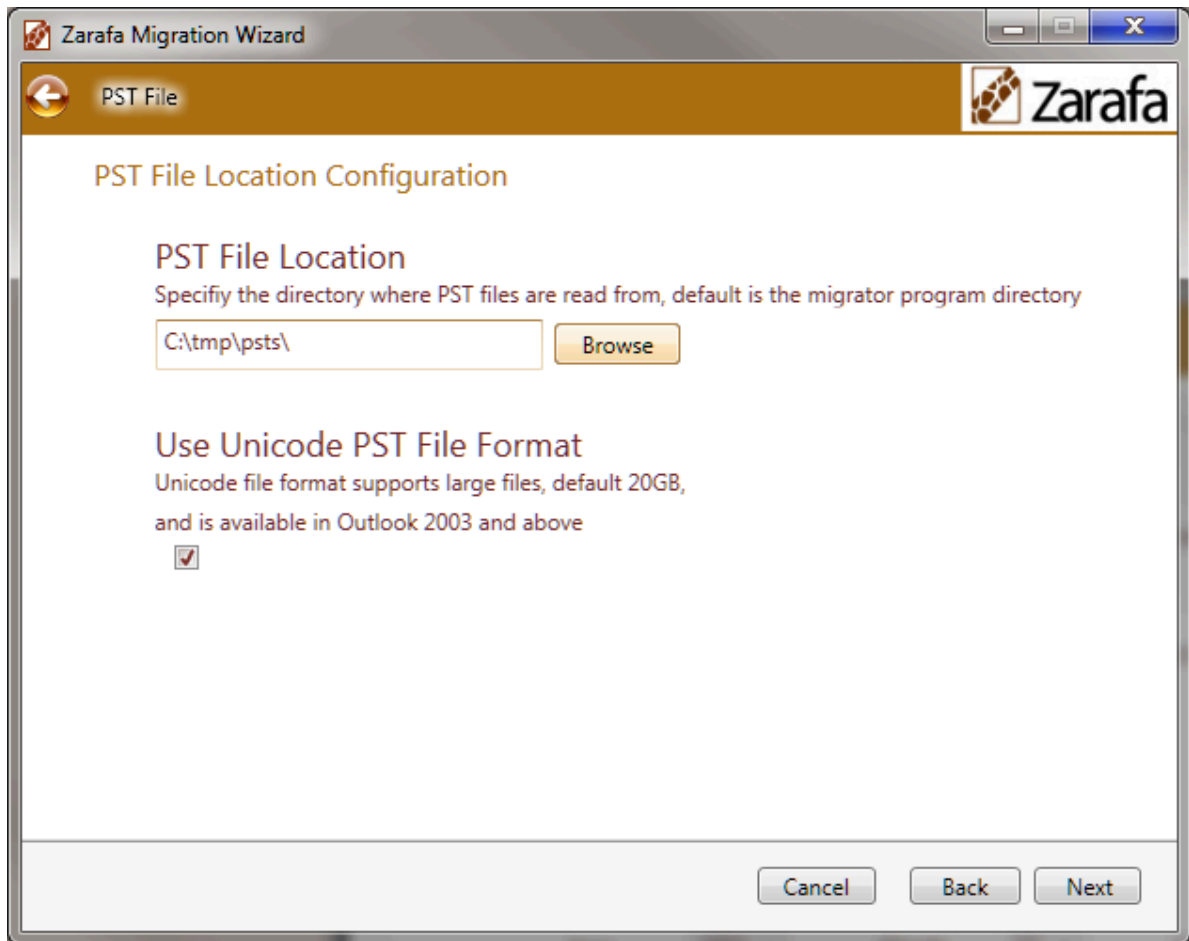 Zarafa Migration Wizard
PST File
Zarafa
PST File Location Configuration
PST File Location
Specifiy the directory where PST files are read from, default is the migrator program directory
C:\tmp\psts\
Browse
Use Unicode PST File Format
Unicode file format supports large files, default 20GB,
and is available in Outlook 2003 and above
Cancel
Back
Next